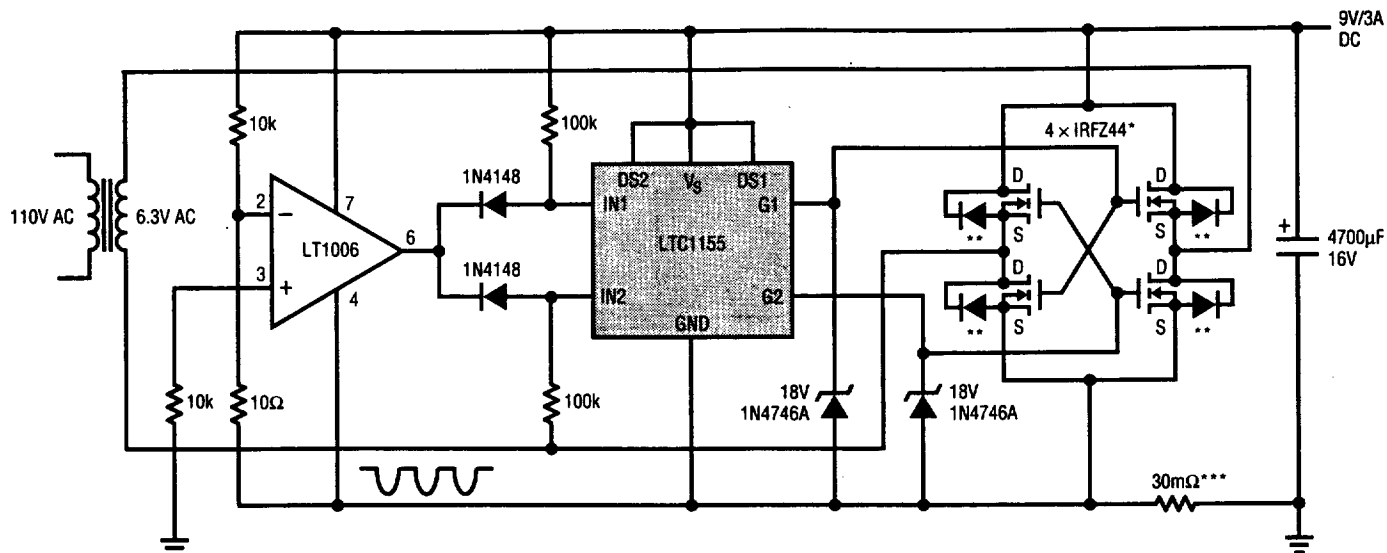 9V/3A
DC
10k
100k
4 × IRFZ44*
110V AC
6.3V AC
2
−
7
1N4148
DS2
VS
DS1
D
D
IN1
G1
**
S
S
**
6
LT1006
LTC1155
+
4700µF
16V
3
+
4
1N4148
IN2
G2
D
D
GND
**
S
S
**
10k
10Ω
100k
18V
1N4746A
18V
1N4746A
30mΩ***